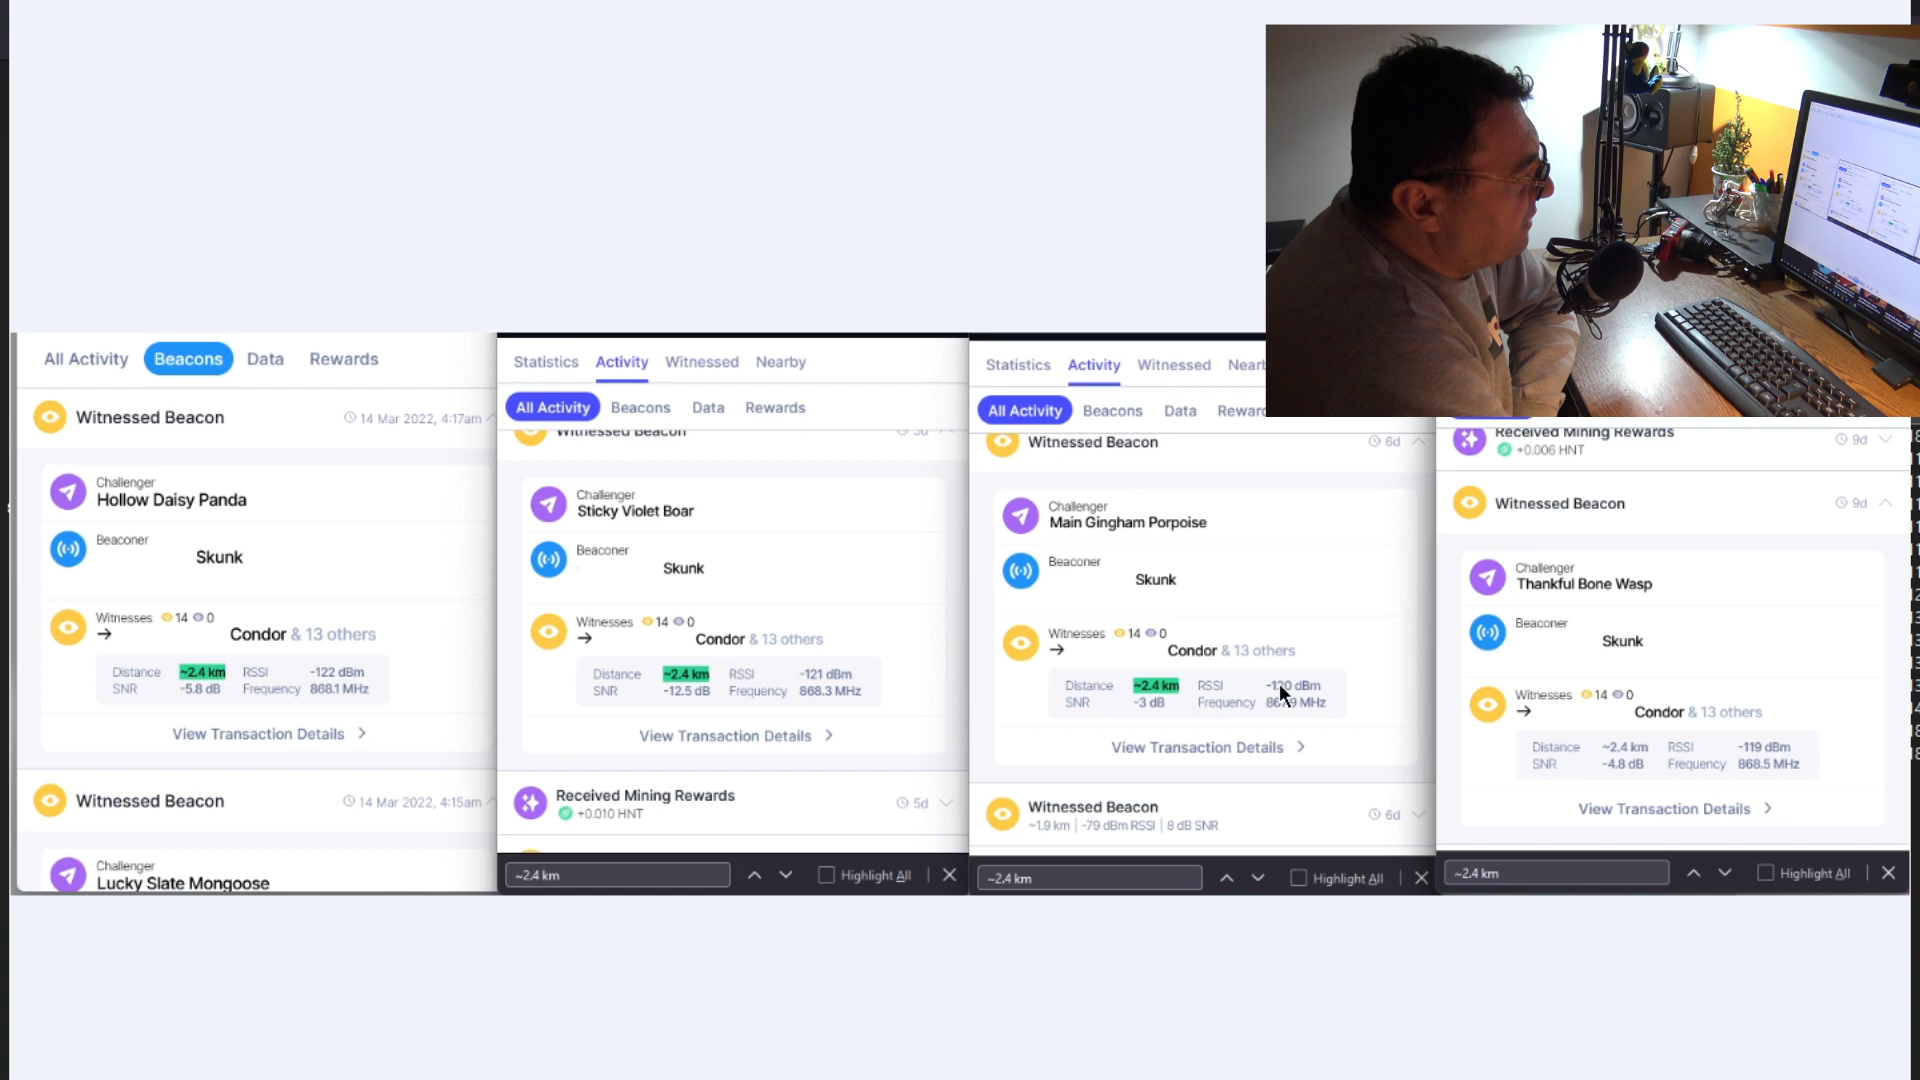 All Activity Beacons Data Rewards
Witnessed Beacon 14 Mar 2022, 4:17am
Challenger
Hollow Daisy Panda
Beaconer
Skunk
Witnesses 14 0
→ Condor & 13 others
Distance ~2.4 km RSSI -122 dBm
SNR -5.8 dB Frequency 868.1 MHz
View Transaction Details >
Witnessed Beacon 14 Mar 2022, 4:15am
Challenger
Lucky Slate Mongoose
Statistics Activity Witnessed Nearby
All Activity Beacons Data Rewards
Witnessed Beacon 5d
Challenger
Sticky Violet Boar
Beaconer
Skunk
Witnesses 14 0
→ Condor & 13 others
Distance ~2.4 km RSSI -121 dBm
SNR -12.5 dB Frequency 868.3 MHz
View Transaction Details >
Received Mining Rewards 5d
+0.010 HNT
~2.4 km Highlight All
Statistics Activity Witnessed
All Activity Beacons Data
Witnessed Beacon 6d
Challenger
Main Gingham Porpoise
Beaconer
Skunk
Witnesses 14 0
→ Condor & 13 others
Distance ~2.4 km RSSI -120 dBm
SNR -3 dB Frequency MHz
View Transaction Details >
Witnessed Beacon 6d
~1.9 km | -79 dBm RSSI | 8 dB SNR
~2.4 km Highlight All
Received Mining Rewards 9d
+0.006 HNT
Witnessed Beacon 9d
Challenger
Thankful Bone Wasp
Beaconer
Skunk
Witnesses 14 0
→ Condor & 13 others
Distance ~2.4 km RSSI -119 dBm
SNR -4.8 dB Frequency 868.5 MHz
View Transaction Details >
~2.4 km Highlight All
DELL